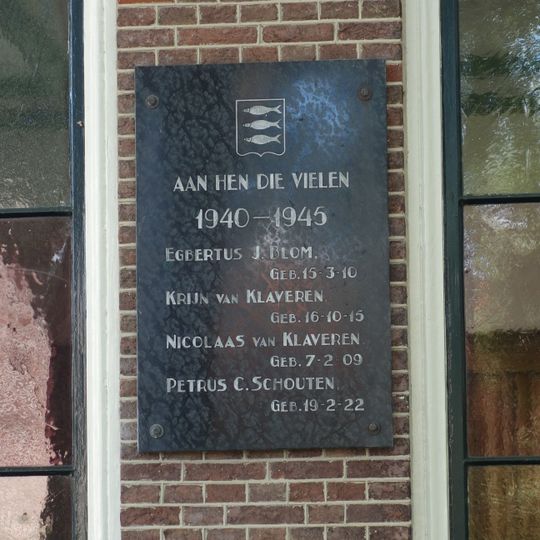 AAN HEN DIE VIELEN
1940-1945
EGBERTUS J. BLOM.
GEB. 15-3-10
KRIJN VAN KLAVEREN.
GEB. 16-10-15
NICOLAAS VAN KLAVEREN.
GEB. 7-2-09
PETRUS C. SCHOUTEN.
GEB. 19-2-22